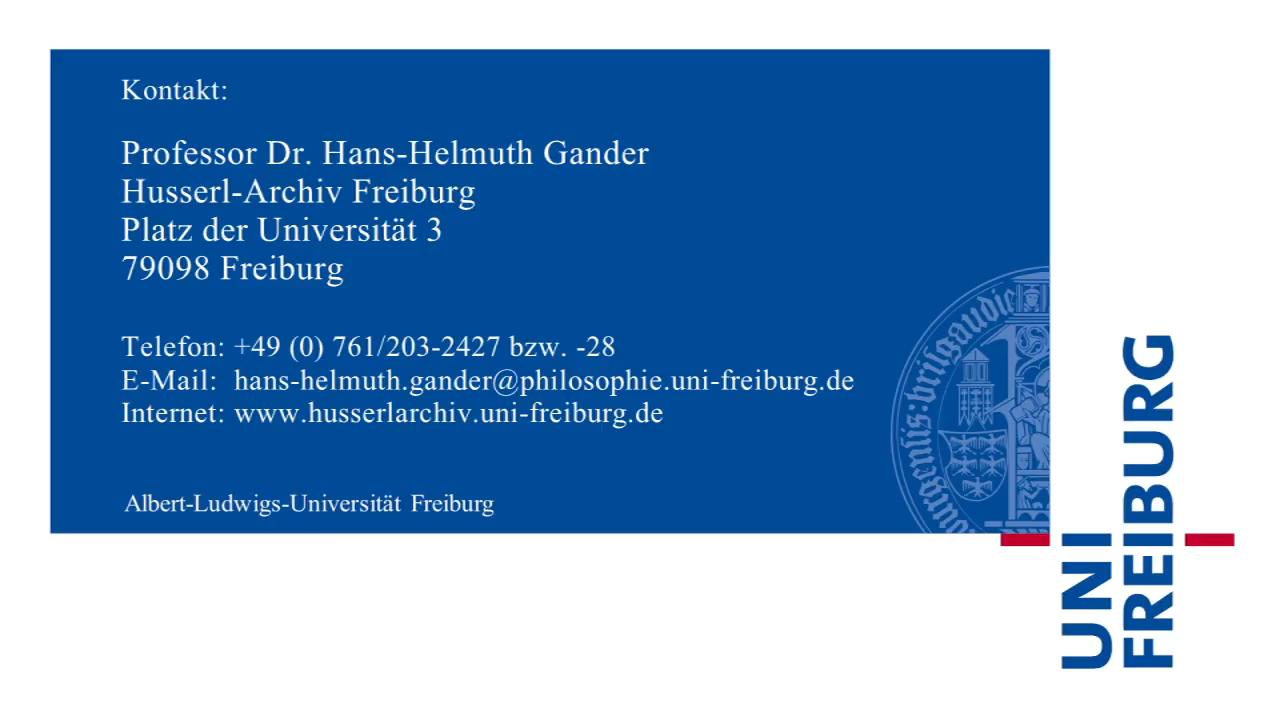 Kontakt:
Professor Dr. Hans-Helmuth Gander
Husserl-Archiv Freiburg
Platz der Universität 3
79098 Freiburg
Telefon: +49 (0) 761/203-2427 bzw. -28
E-Mail: hans-helmuth.gander@philosophie.uni-freiburg.de
Internet: www.husserlarchiv.uni-freiburg.de
Albert-Ludwigs-Universität Freiburg
UNI
FREIBURG